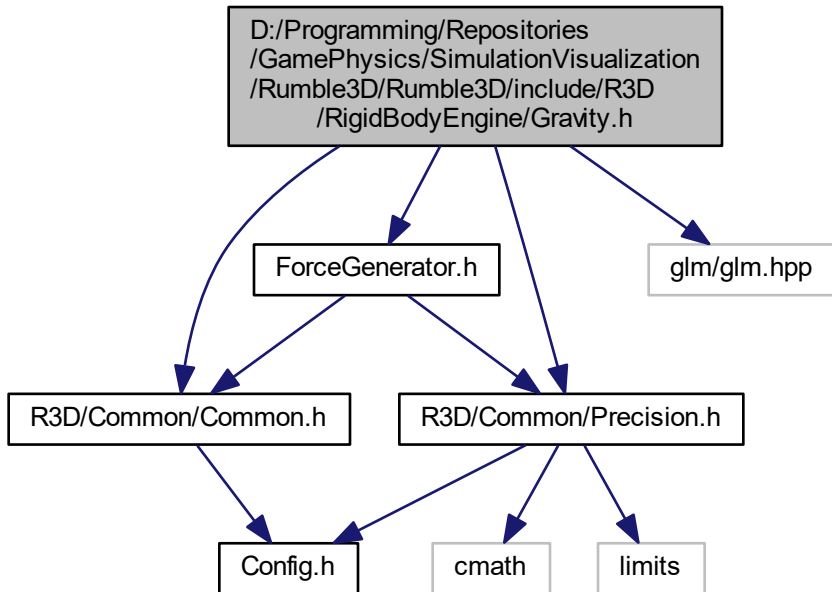 D:/Programming/Repositories
/GamePhysics/SimulationVisualization
/Rumble3D/Rumble3D/include/R3D
/RigidBodyEngine/Gravity.h
ForceGenerator.h
glm/glm.hpp
R3D/Common/Common.h
R3D/Common/Precision.h
Config.h
cmath
limits